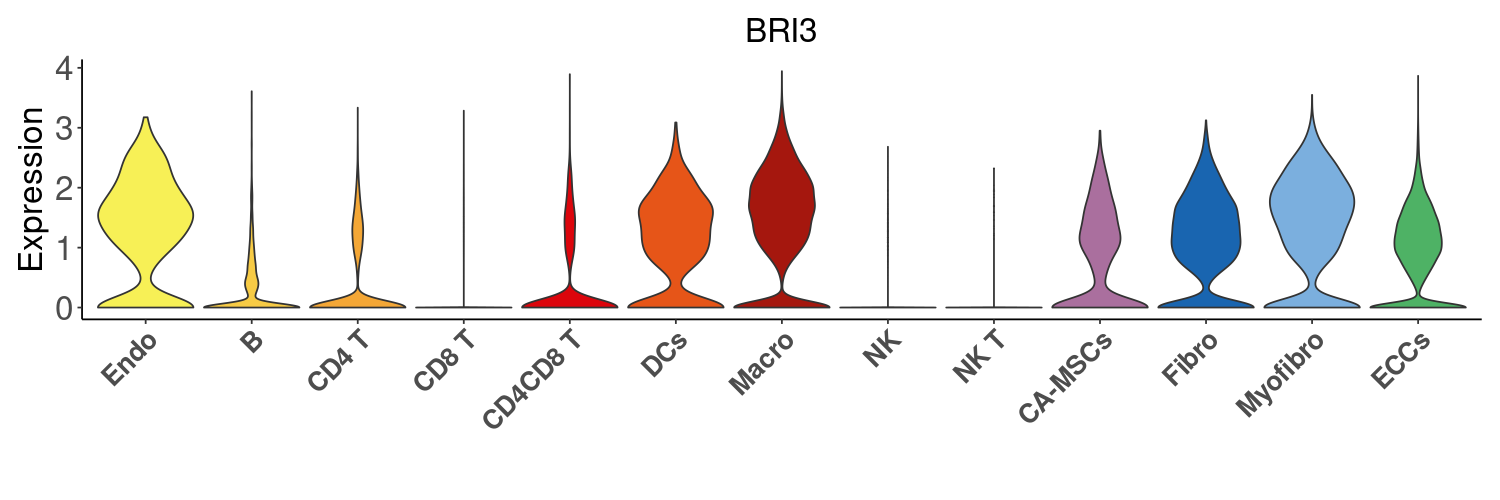 BRI3
Expression
4
3
2
1
0
Endo
B
CD4 T
CD8 T
CD4CD8 T
DCs
Macro
NK
NK T
CA-MSCs
Fibro
Myofibro
ECCs